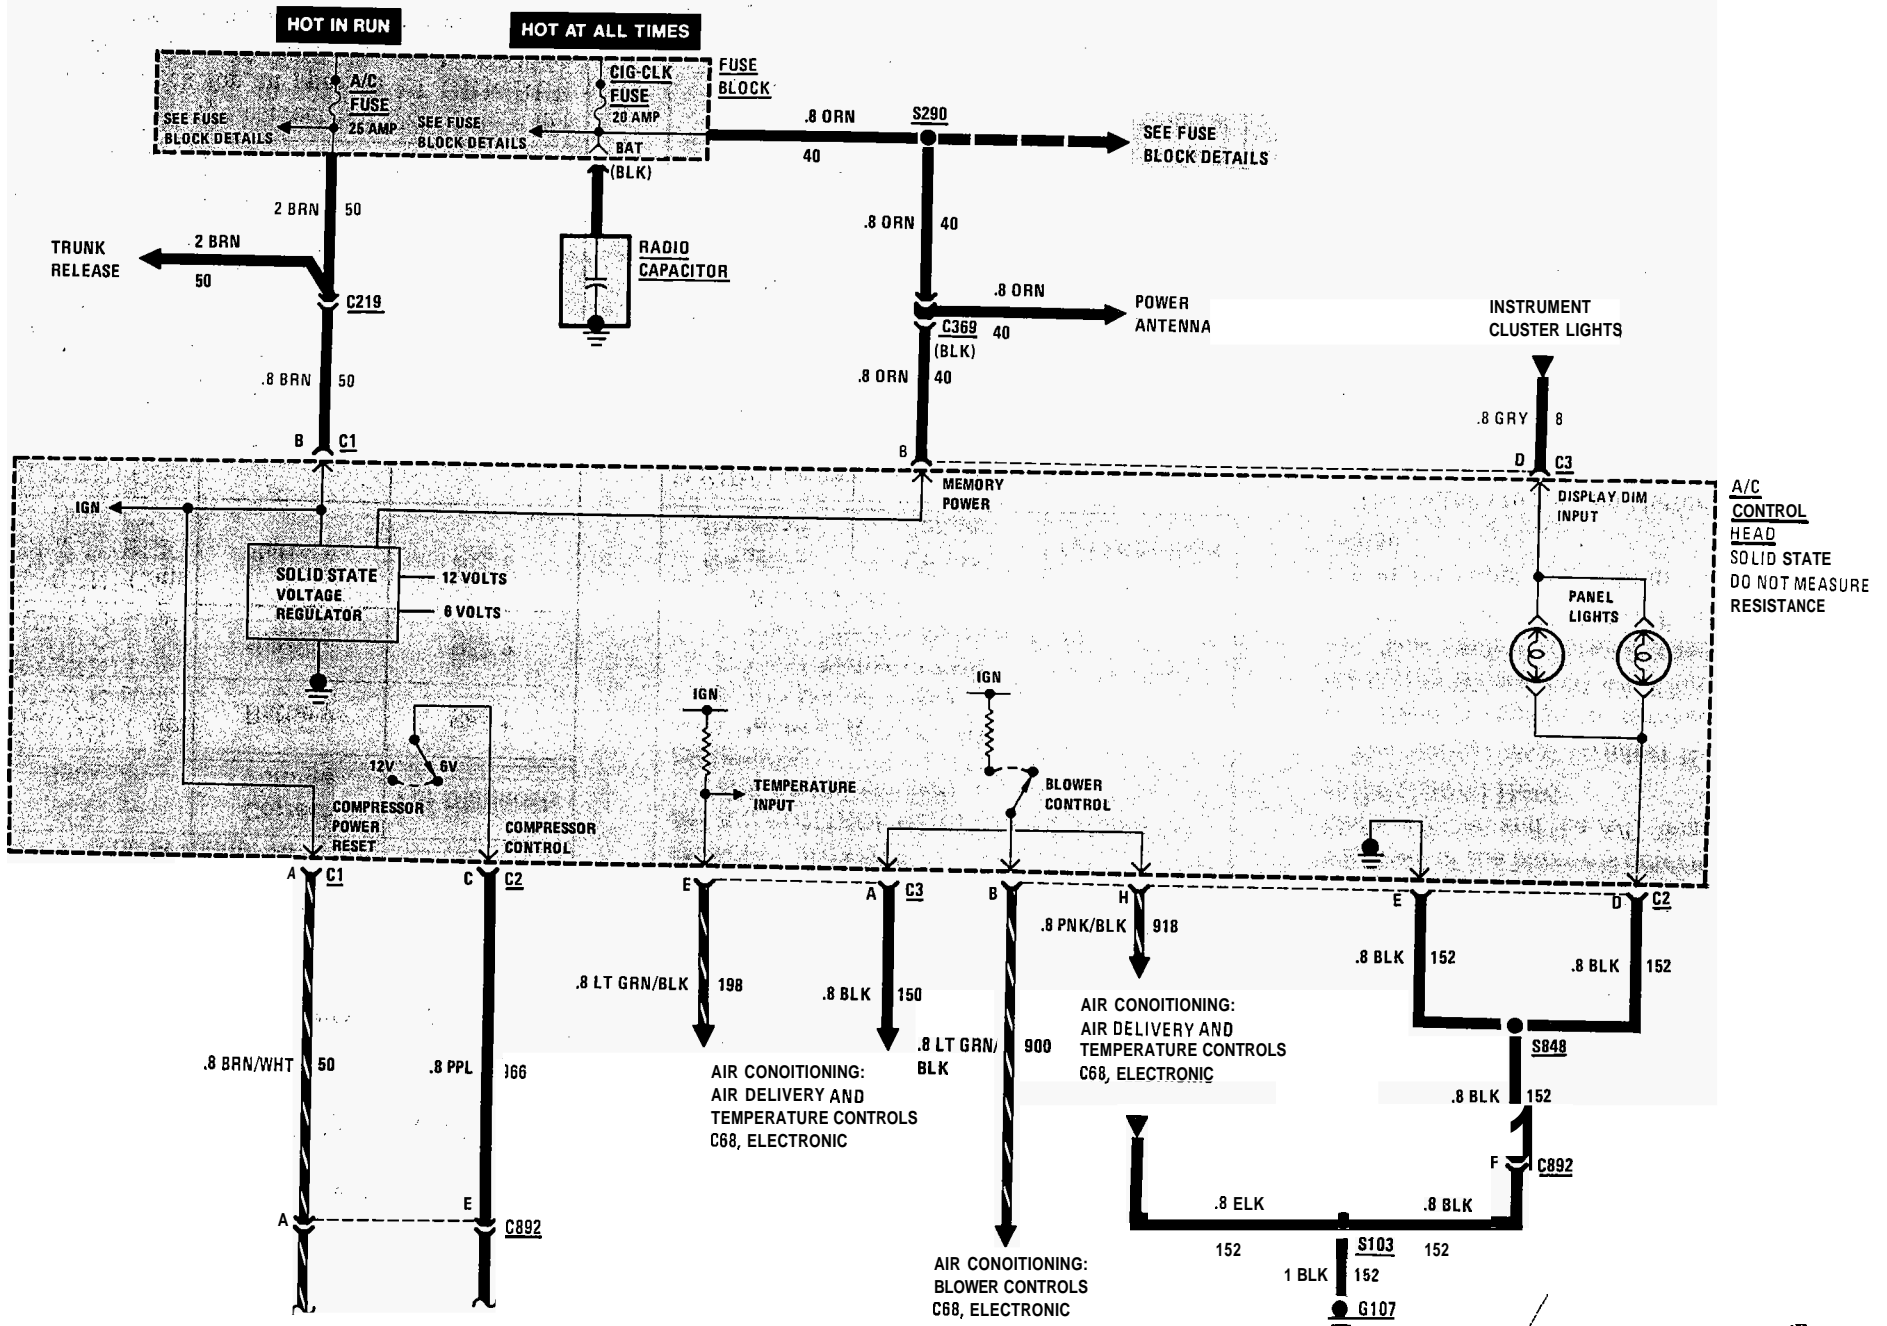 HOT IN RUN
HOT AT ALL TIMES
A/C
FUSE
25 AMP
SEE FUSE
BLOCK DETAILS
CIG-CLK
FUSE
20 AMP
SEE FUSE
BLOCK DETAILS
BAT
(BLK)
FUSE
BLOCK
.8 ORN
40
S290
SEE FUSE
BLOCK DETAILS
2 BRN
50
TRUNK
RELEASE
2 BRN
50
C219
RADIO
CAPACITOR
.8 ORN
40
.8 ORN
40
POWER
ANTENNA
C369
(BLK)
INSTRUMENT
CLUSTER LIGHTS
.8 BRN
50
.8 ORN
40
.8 GRY
8
B
C1
B
D
C3
IGN
MEMORY
POWER
DISPLAY DIM
INPUT
A/C
CONTROL
HEAD
SOLID STATE
DO NOT MEASURE
RESISTANCE
SOLID STATE
VOLTAGE
REGULATOR
12 VOLTS
6 VOLTS
PANEL
LIGHTS
IGN
IGN
12V
6V
COMPRESSOR
POWER
RESET
COMPRESSOR
CONTROL
TEMPERATURE
INPUT
BLOWER
CONTROL
A
C1
C
C2
E
A
C3
B
H
E
D
C2
.8 PNK/BLK
918
.8 BLK
152
.8 BLK
152
.8 LT GRN/BLK
198
.8 BLK
150
AIR CONOITIONING:
AIR DELIVERY AND
TEMPERATURE CONTROLS
C68, ELECTRONIC
.8 LT GRN/
BLK
900
S848
.8 BRN/WHT
50
.8 PPL
366
AIR CONOITIONING:
AIR DELIVERY AND
TEMPERATURE CONTROLS
C68, ELECTRONIC
.8 BLK
152
F
C892
.8 ELK
152
.8 BLK
152
A
E
C892
S103
1 BLK
152
G107
AIR CONOITIONING:
BLOWER CONTROLS
C68, ELECTRONIC